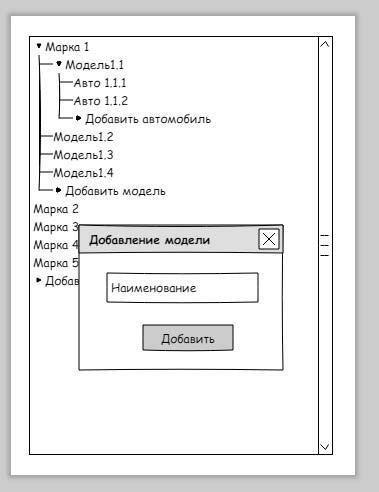 Марка 1
Модель1.1
Авто 1.1.1
Авто 1.1.2
Добавить автомобиль
Модель1.2
Модель1.3
Модель1.4
Добавить модель
Марка 2
Марка 3
Марка 4
Марка 5
Добав
Добавление модели
Наименование
Добавить